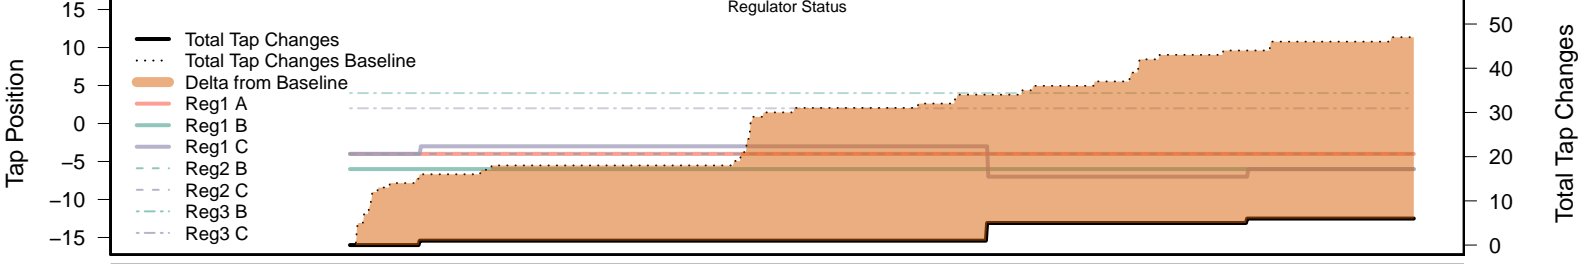 Regulator Status
Tap Position
15
10
5
0
−5
−10
−15
Total Tap Changes
Total Tap Changes Baseline
Delta from Baseline
Reg1 A
Reg1 B
Reg1 C
Reg2 B
Reg2 C
Reg3 B
Reg3 C
50
40
30
20
10
0
Total Tap Changes